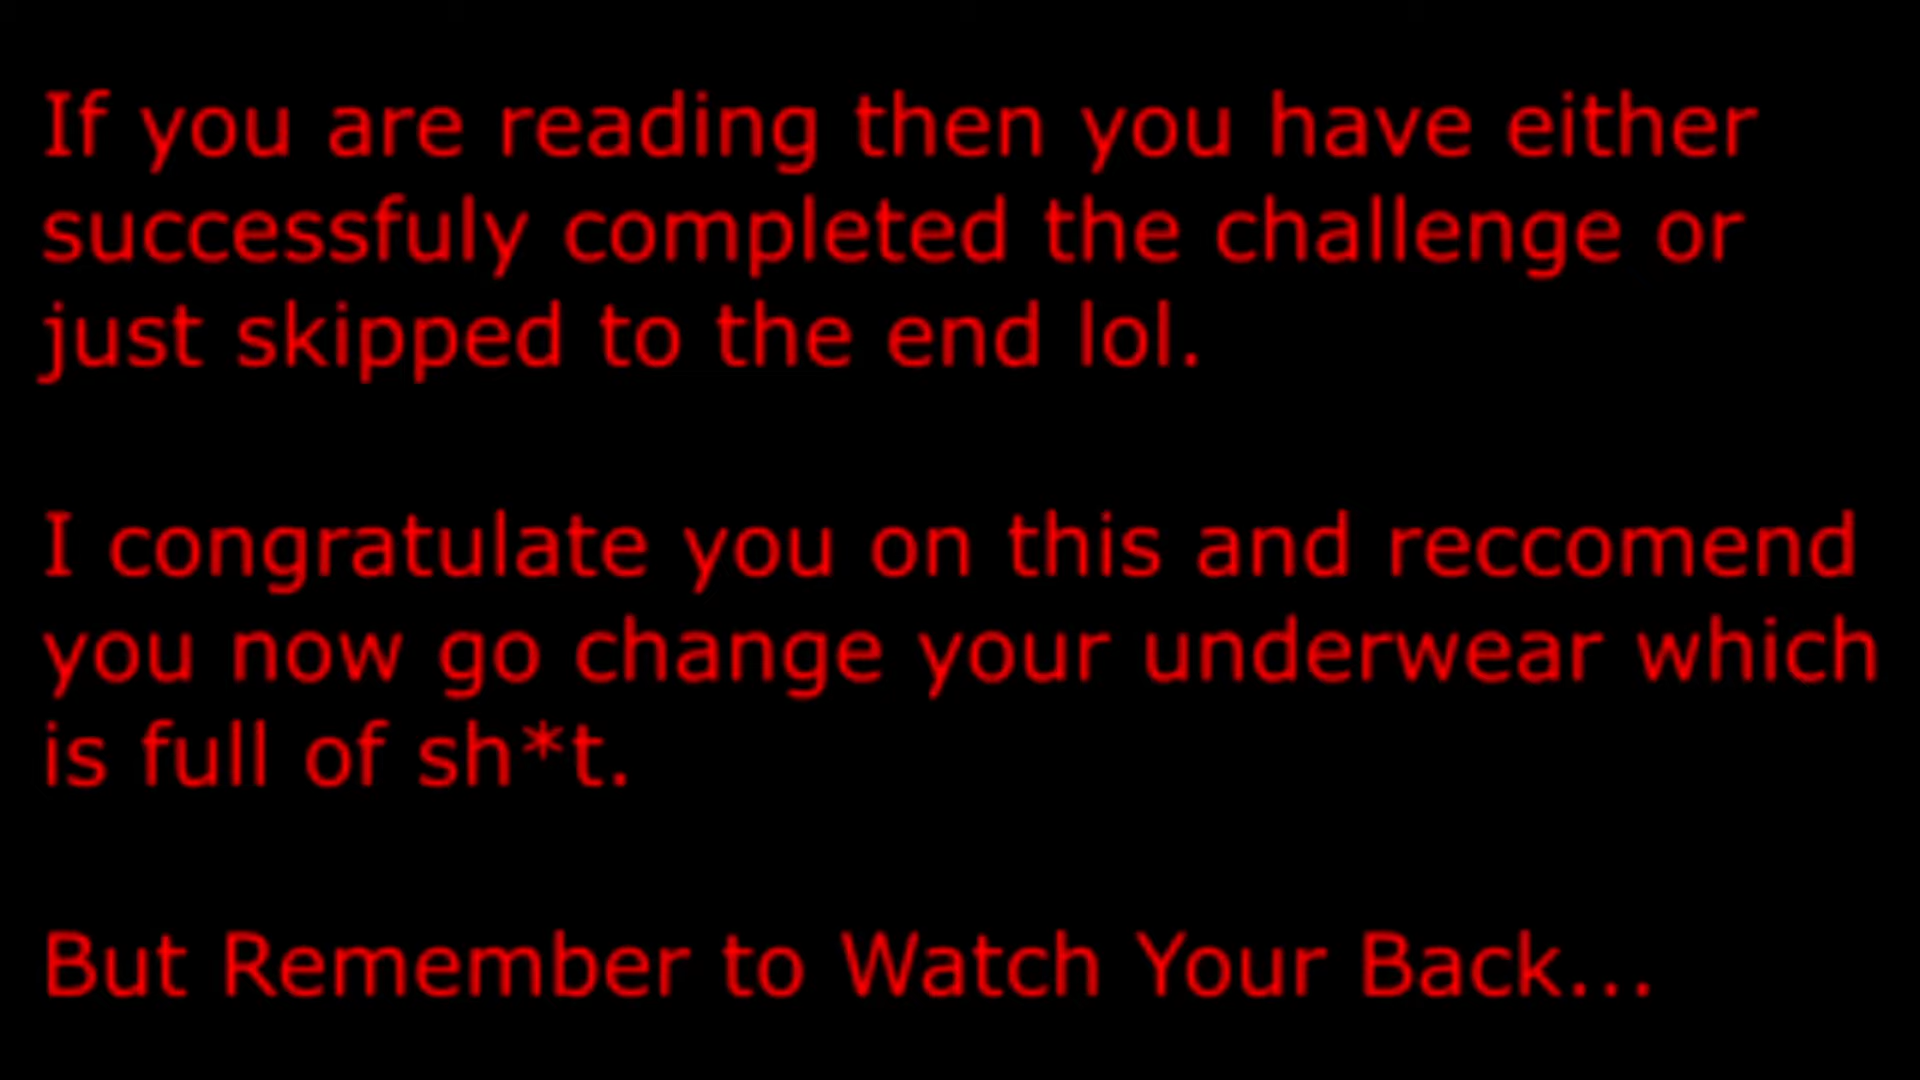 If you are reading then you have either
successfuly completed the challenge or
just skipped to the end lol.
I congratulate you on this and reccomend
you now go change your underwear which
is full of sh*t.
But Remember to Watch Your Back...